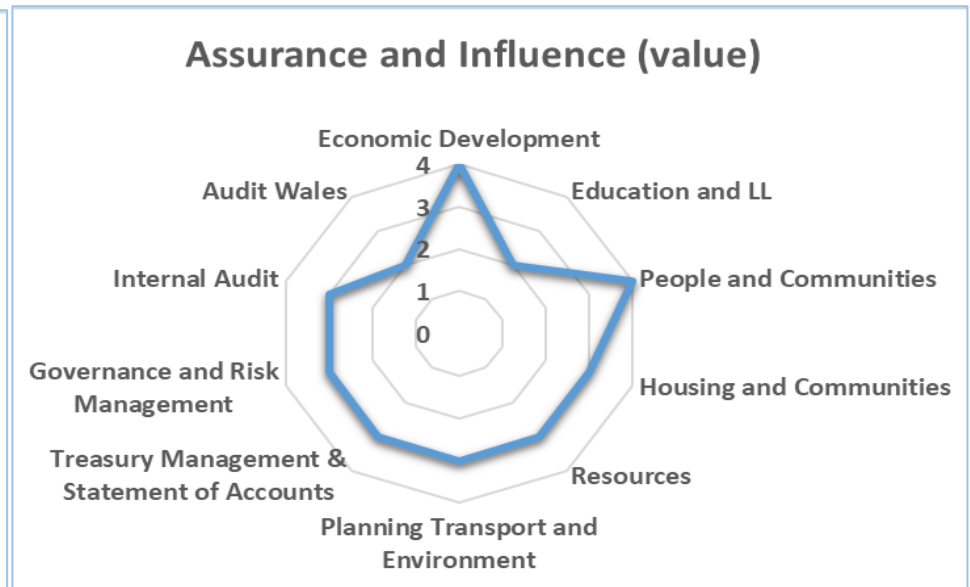 Assurance and Influence (value)
Economic Development
4
Audit Wales
Education and LL
3
2
Internal Audit
People and Communities
1
0
Governance and Risk
Management
Housing and Communities
Treasury Management &
Statement of Accounts
Resources
Planning Transport and
Environment